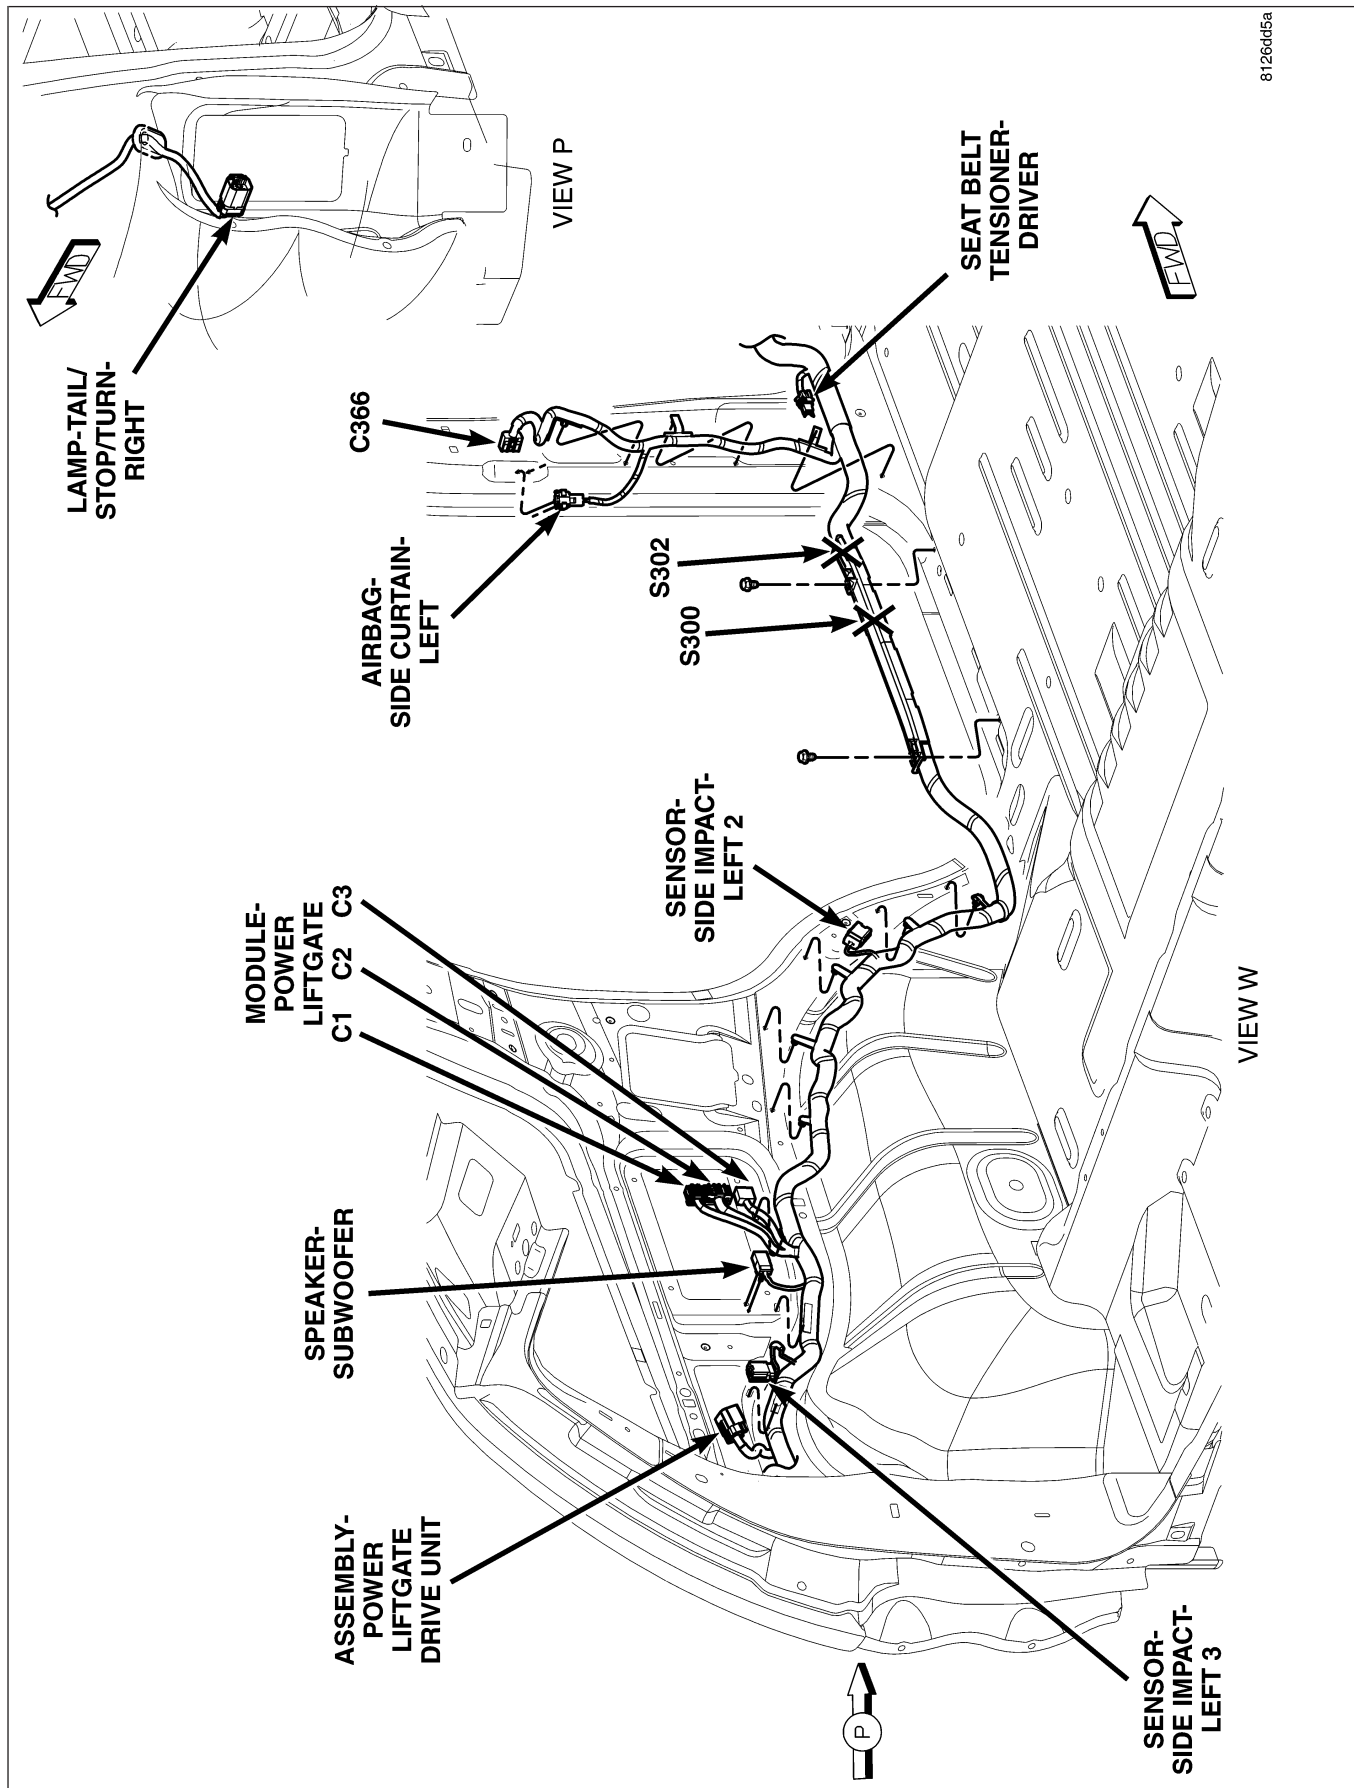 LAMP-TAIL/
STOP/TURN-
RIGHT
FWD
VIEW P
8126dd5a
C366
AIRBAG-
SIDE CURTAIN-
LEFT
SEAT BELT
TENSIONER-
DRIVER
FWD
S302
S300
SENSOR-
SIDE IMPACT-
LEFT 2
MODULE-
POWER
LIFTGATE
C1 C2 C3
SPEAKER-
SUBWOOFER
ASSEMBLY-
POWER
LIFTGATE
DRIVE UNIT
SENSOR-
SIDE IMPACT-
LEFT 3
P
VIEW W